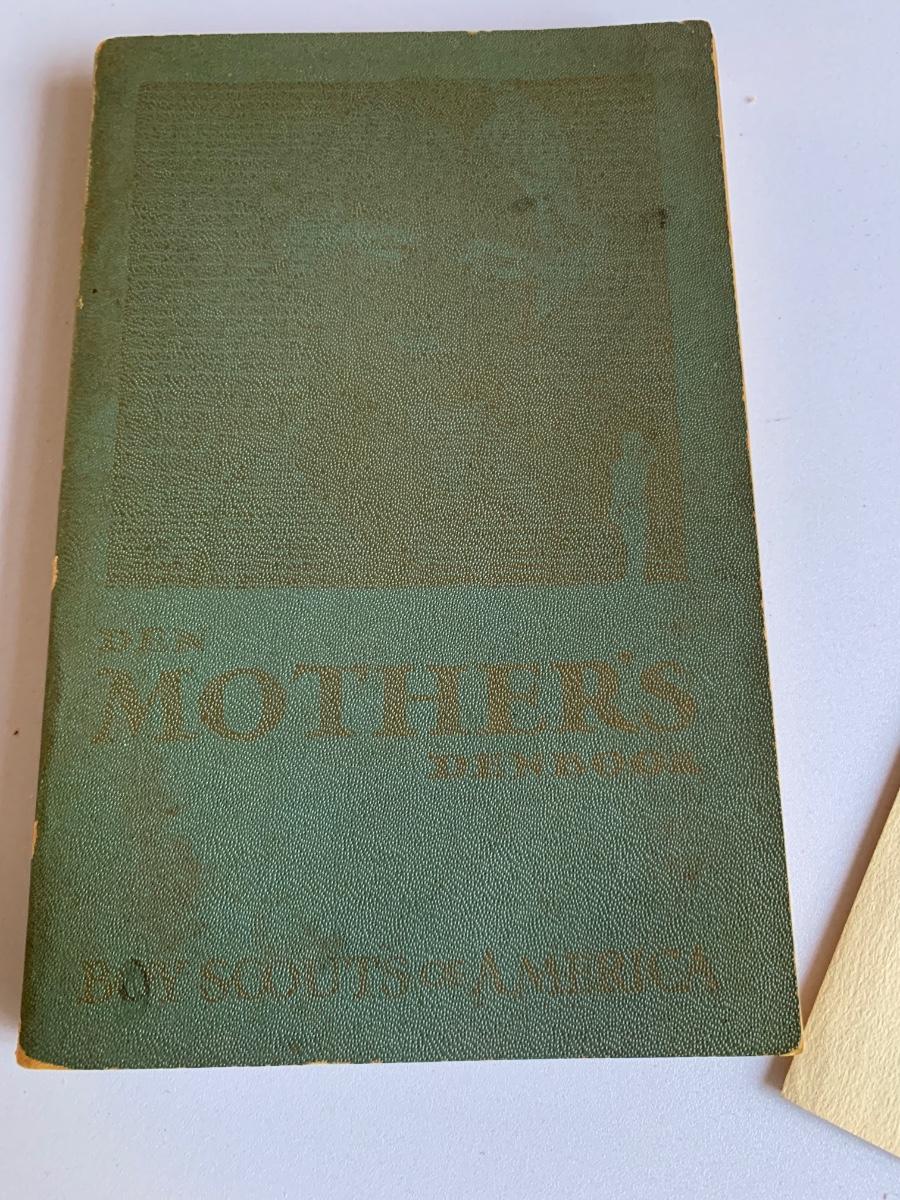 DEN
MOTHER'S
DENBOOK
BOY SCOUTS OF AMERICA